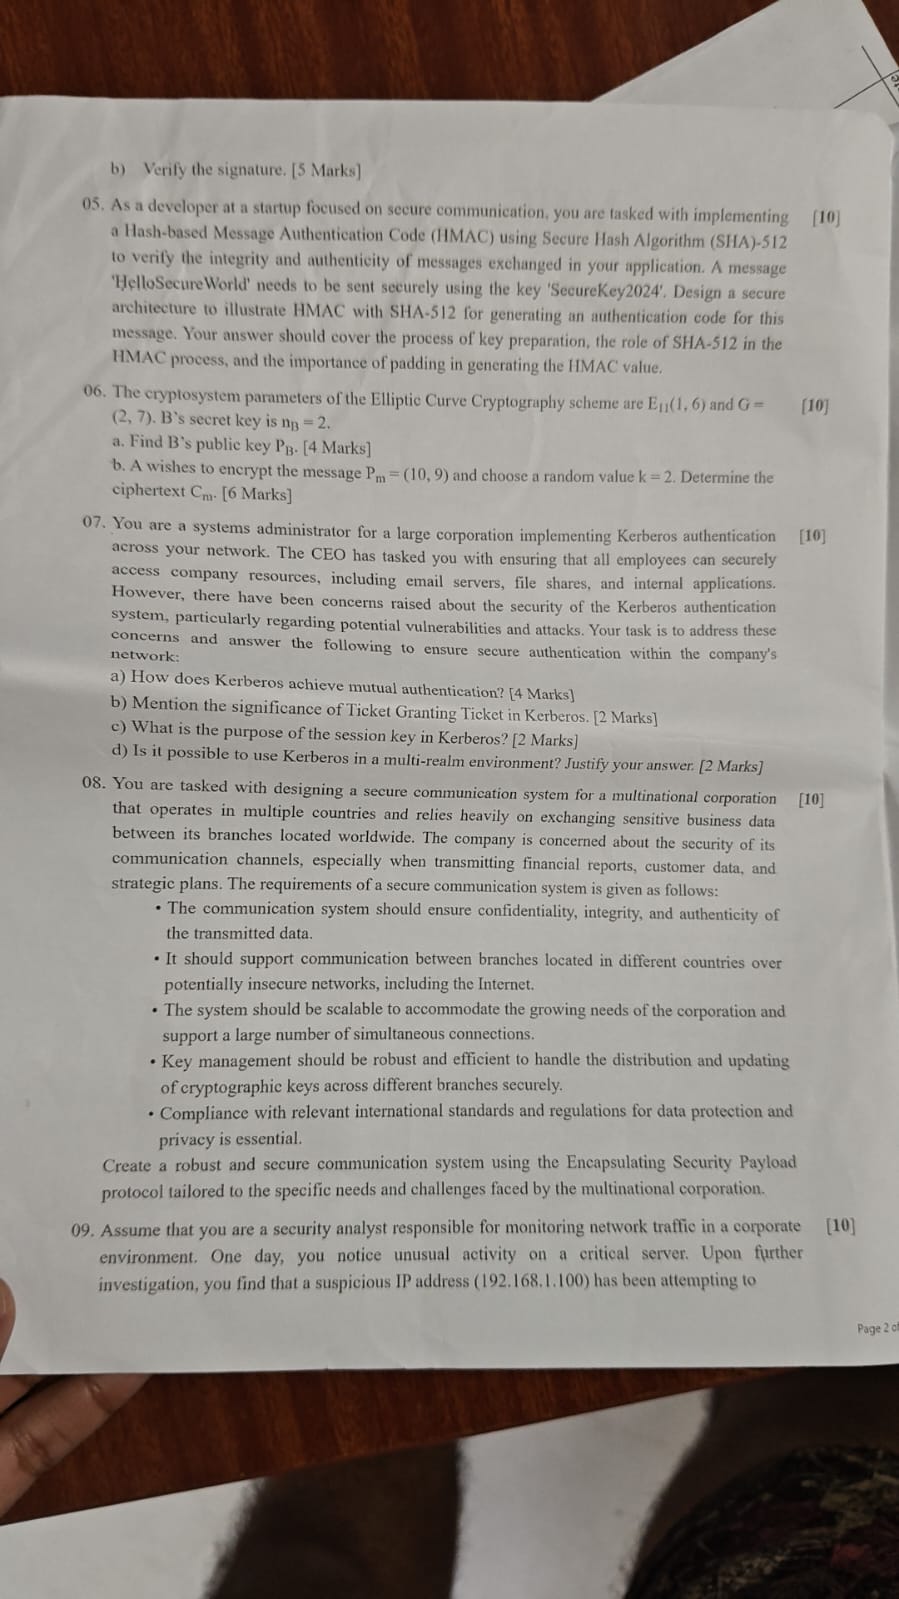 b) Verify the signature. [5 Marks]
05. As a developer at a startup focused on secure communication, you are tasked with implementing [10]
a Hash-based Message Authentication Code (HMAC) using Secure Hash Algorithm (SHA)-512
to verify the integrity and authenticity of messages exchanged in your application. A message
'HelloSecureWorld' needs to be sent securely using the key 'SecureKey2024'. Design a secure
architecture to illustrate HMAC with SHA-512 for generating an authentication code for this
message. Your answer should cover the process of key preparation, the role of SHA-512 in the
HMAC process, and the importance of padding in generating the HMAC value.
06. The cryptosystem parameters of the Elliptic Curve Cryptography scheme are E11(1, 6) and G = [10]
(2, 7). B's secret key is nB = 2.
a. Find B's public key PB. [4 Marks]
b. A wishes to encrypt the message Pm = (10, 9) and choose a random value k = 2. Determine the
ciphertext Cm. [6 Marks]
07. You are a systems administrator for a large corporation implementing Kerberos authentication [10]
across your network. The CEO has tasked you with ensuring that all employees can securely
access company resources, including email servers, file shares, and internal applications.
However, there have been concerns raised about the security of the Kerberos authentication
system, particularly regarding potential vulnerabilities and attacks. Your task is to address these
concerns and answer the following to ensure secure authentication within the company's
network:
a) How does Kerberos achieve mutual authentication? [4 Marks]
b) Mention the significance of Ticket Granting Ticket in Kerberos. [2 Marks]
c) What is the purpose of the session key in Kerberos? [2 Marks]
d) Is it possible to use Kerberos in a multi-realm environment? Justify your answer. [2 Marks]
08. You are tasked with designing a secure communication system for a multinational corporation [10]
that operates in multiple countries and relies heavily on exchanging sensitive business data
between its branches located worldwide. The company is concerned about the security of its
communication channels, especially when transmitting financial reports, customer data, and
strategic plans. The requirements of a secure communication system is given as follows:
• The communication system should ensure confidentiality, integrity, and authenticity of
the transmitted data.
• It should support communication between branches located in different countries over
potentially insecure networks, including the Internet.
• The system should be scalable to accommodate the growing needs of the corporation and
support a large number of simultaneous connections.
• Key management should be robust and efficient to handle the distribution and updating
of cryptographic keys across different branches securely.
• Compliance with relevant international standards and regulations for data protection and
privacy is essential.
Create a robust and secure communication system using the Encapsulating Security Payload
protocol tailored to the specific needs and challenges faced by the multinational corporation.
09. Assume that you are a security analyst responsible for monitoring network traffic in a corporate [10]
environment. One day, you notice unusual activity on a critical server. Upon further
investigation, you find that a suspicious IP address (192.168.1.100) has been attempting to
Page 2 of